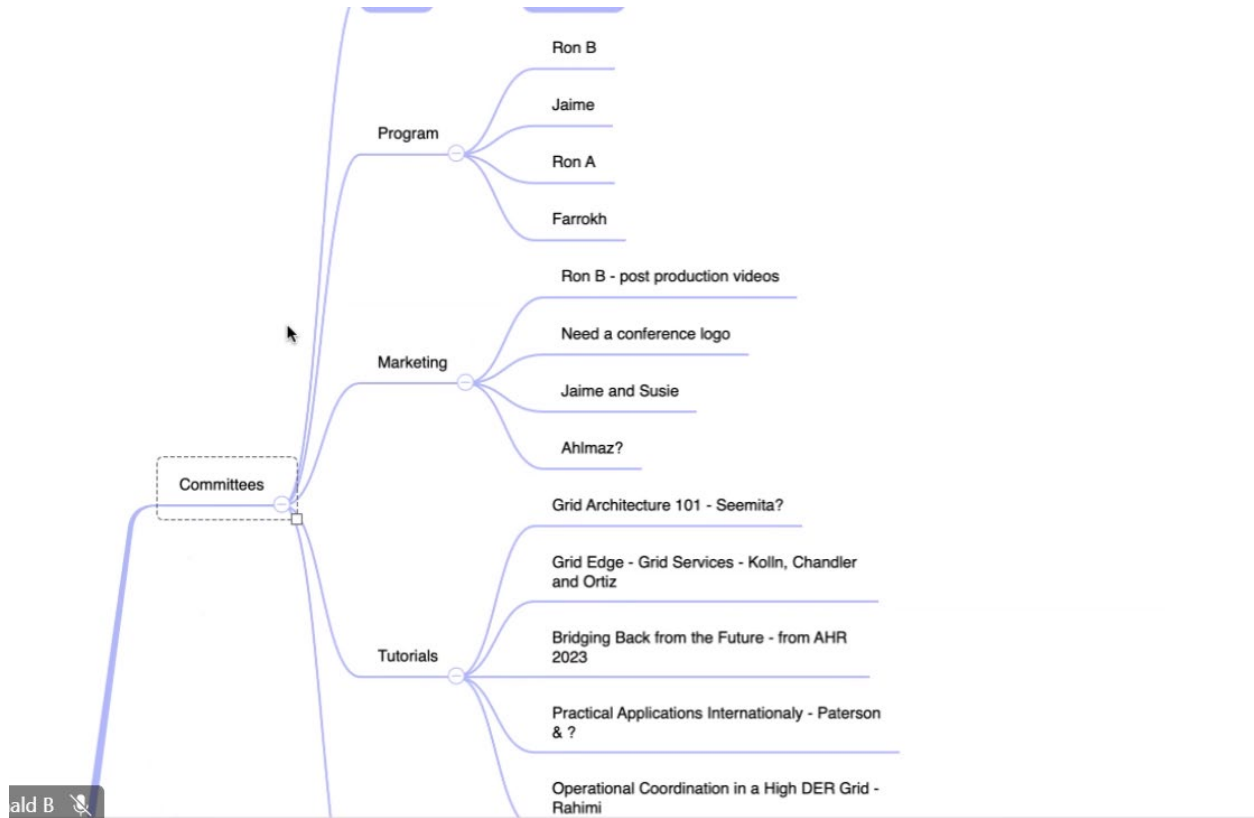 Ron B
Jaime
Program
Ron A
Farrokh
Ron B - post production videos
Need a conference logo
Marketing
Jaime and Susie
Ahlmaz?
Committees
Grid Architecture 101 - Seemita?
Grid Edge - Grid Services - Kolln, Chandler
and Ortiz
Bridging Back from the Future - from AHR
2023
Tutorials
Practical Applications Internationaly - Paterson
& ?
Operational Coordination in a High DER Grid -
Rahimi
ald B